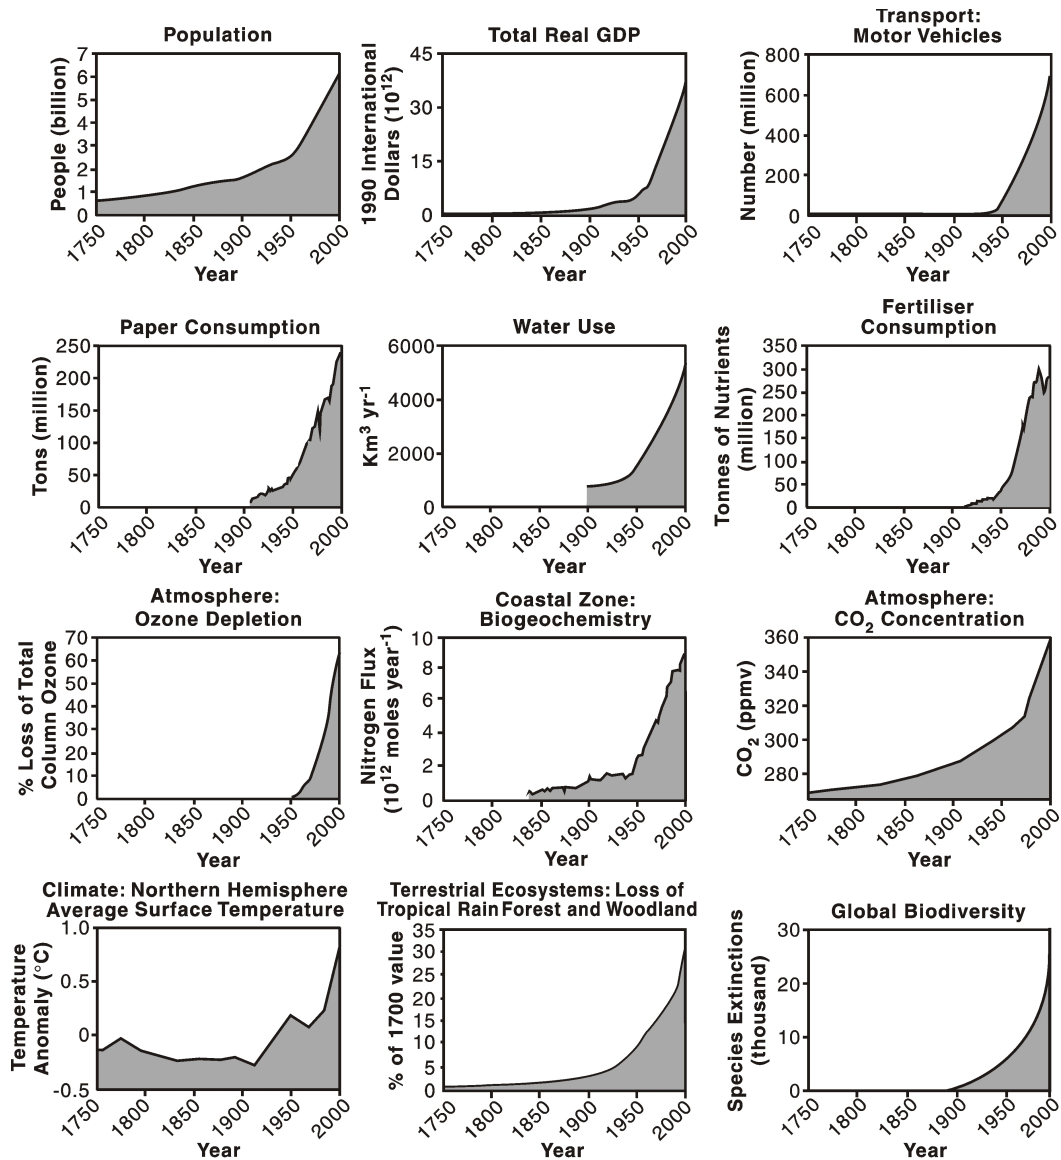 Population
People (billion)
7
6
5
4
3
2
1
0
1750
1800
1850
1900
1950
2000
Year
Total Real GDP
1990 International
Dollars (10¹²)
45
30
15
0
1750
1800
1850
1900
1950
2000
Year
Transport:
Motor Vehicles
Number (million)
800
600
400
200
0
1750
1800
1850
1900
1950
2000
Year
Paper Consumption
Tons (million)
250
200
150
100
50
0
1750
1800
1850
1900
1950
2000
Year
Water Use
Km³ yr⁻¹
6000
4000
2000
0
1750
1800
1850
1900
1950
2000
Year
Fertiliser
Consumption
Tonnes of Nutrients
(million)
350
300
250
200
150
100
50
0
1750
1800
1850
1900
1950
2000
Year
Atmosphere:
Ozone Depletion
% Loss of Total
Column Ozone
70
60
50
40
30
20
10
0
1750
1800
1850
1900
1950
2000
Year
Coastal Zone:
Biogeochemistry
Nitrogen Flux
(10¹² moles year⁻¹)
10
8
6
4
2
0
1750
1800
1850
1900
1950
2000
Year
Atmosphere:
CO₂ Concentration
CO₂ (ppmv)
360
340
320
300
280
1750
1800
1850
1900
1950
2000
Year
Climate: Northern Hemisphere
Average Surface Temperature
Temperature
Anomaly (°C)
1.0
0.5
0
-0.5
1750
1800
1850
1900
1950
2000
Year
Terrestrial Ecosystems: Loss of
Tropical Rain Forest and Woodland
% of 1700 value
35
30
25
20
15
10
5
0
1750
1800
1850
1900
1950
2000
Year
Global Biodiversity
Species Extinctions
(thousand)
30
20
10
0
1750
1800
1850
1900
1950
2000
Year